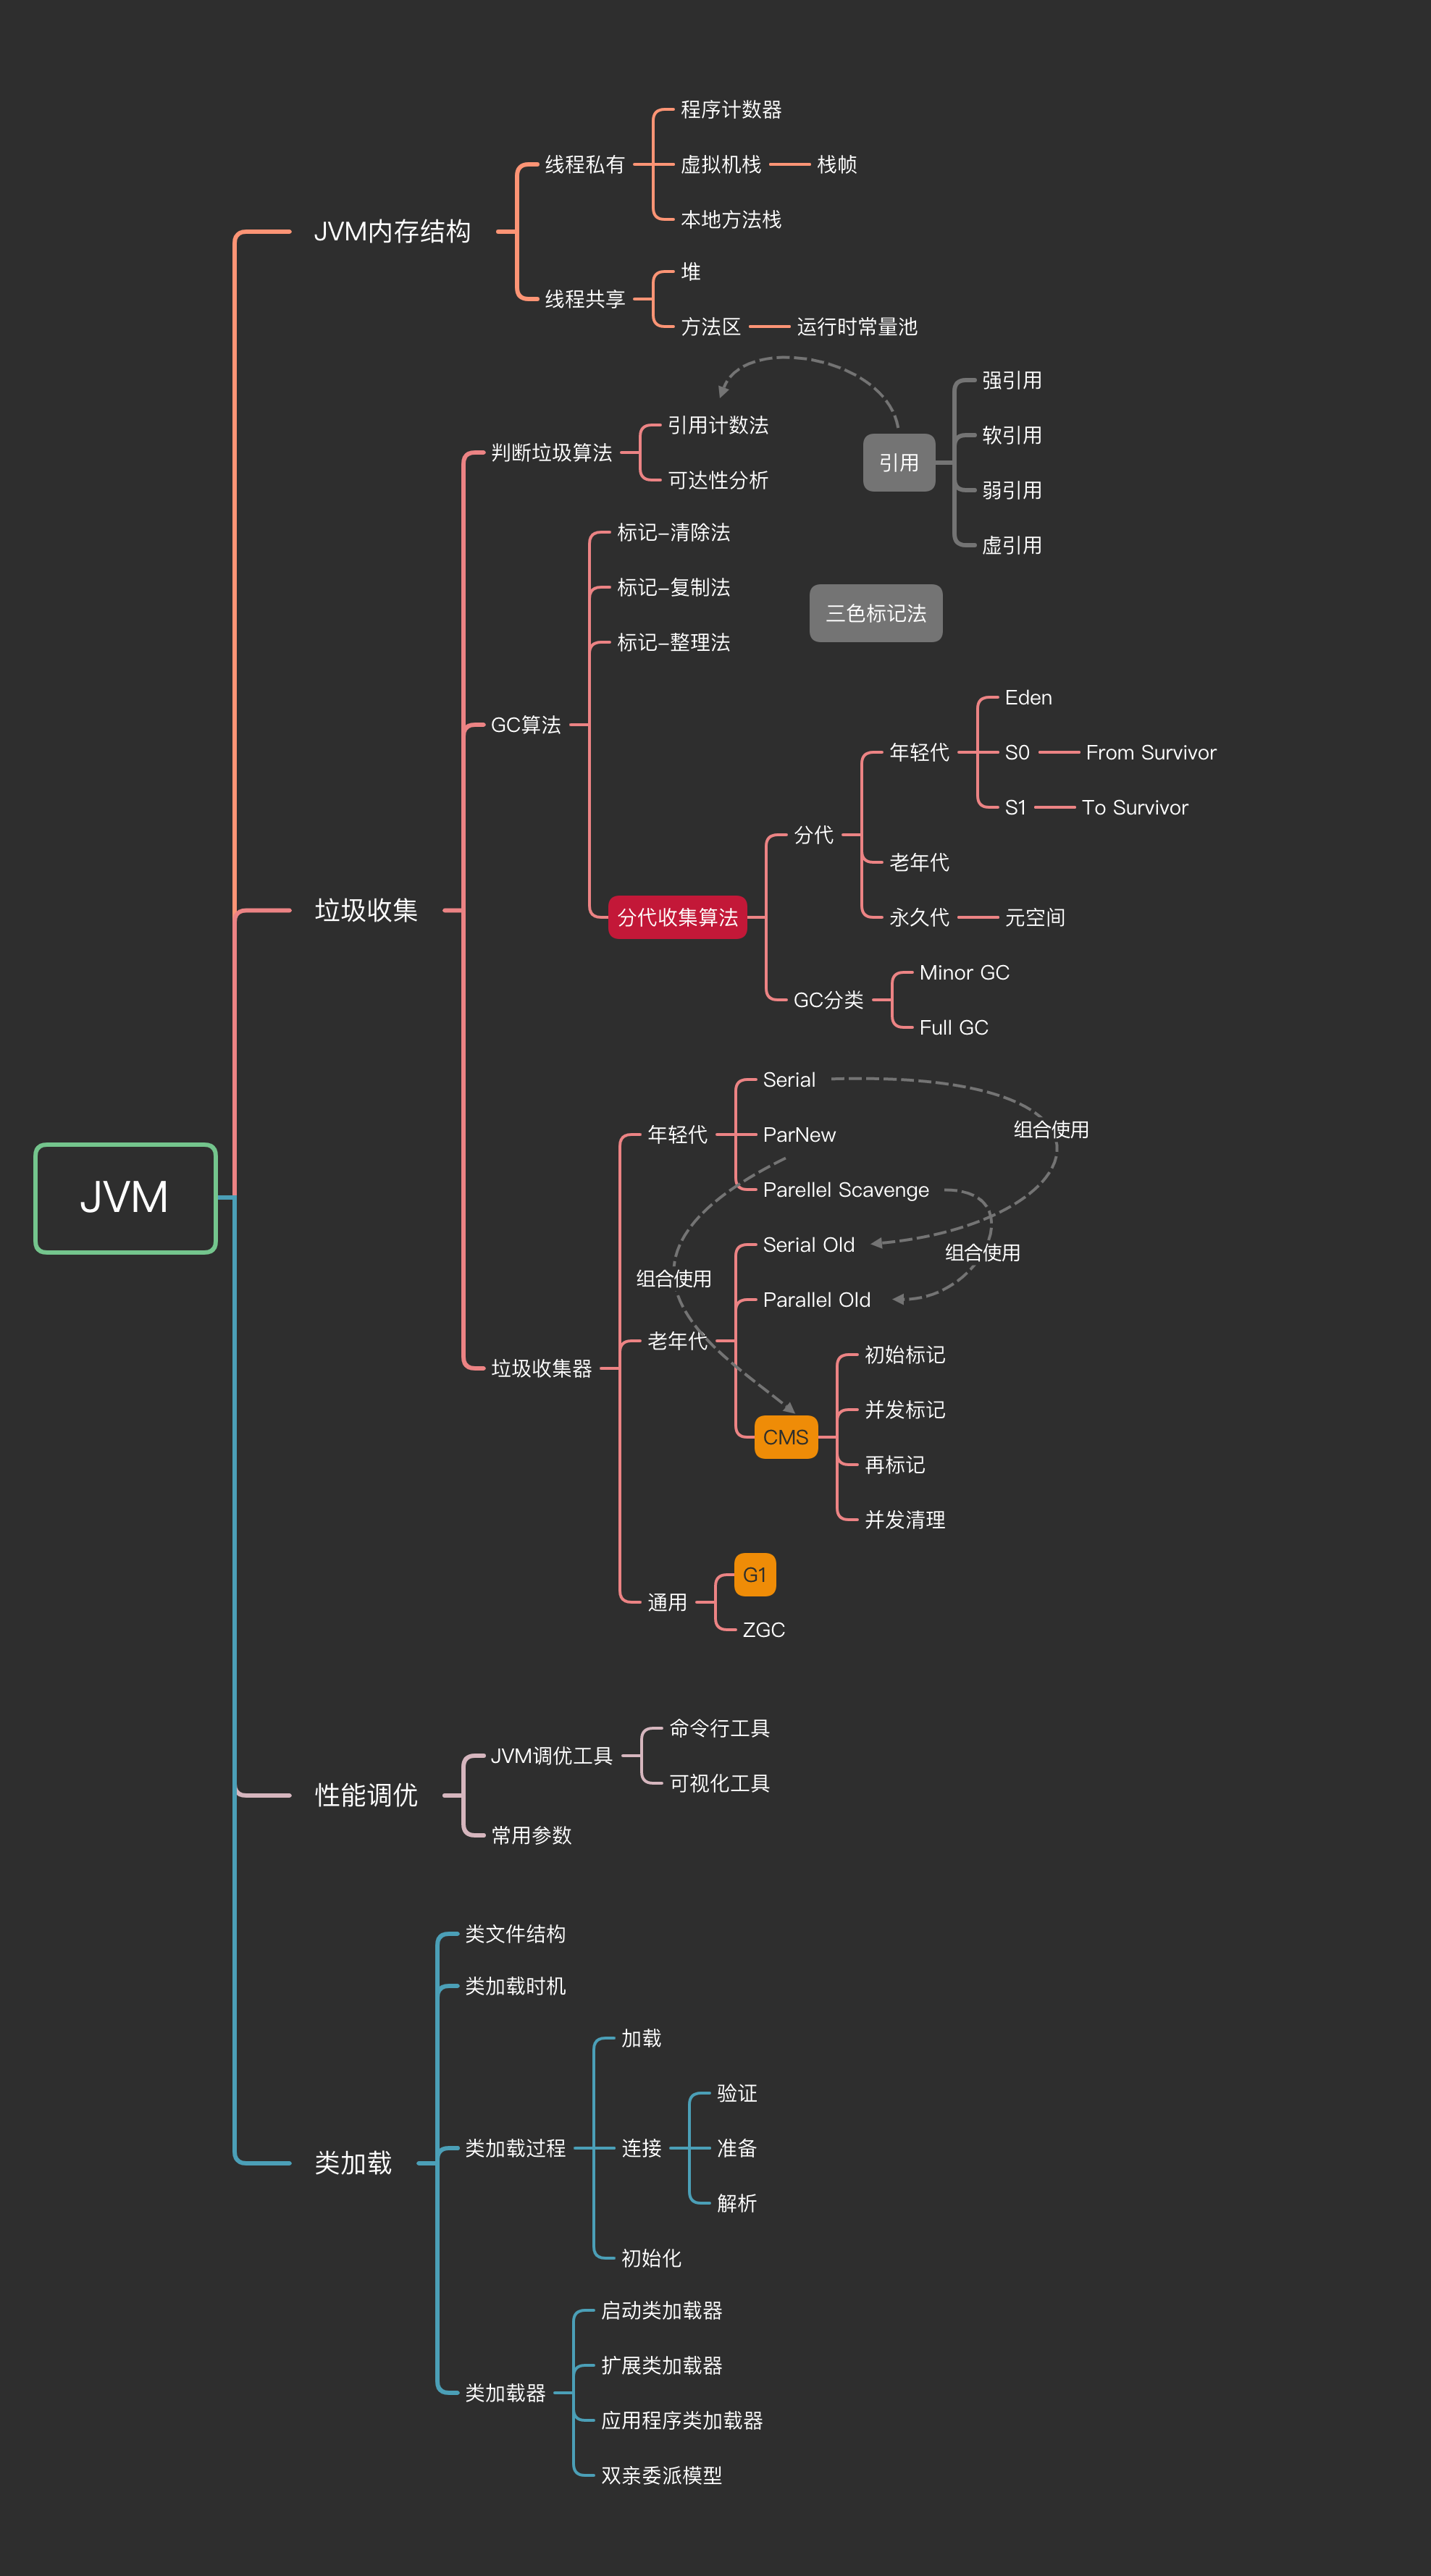 程序计数器
线程私有
虚拟机栈
栈帧
本地方法栈
JVM内存结构
堆
线程共享
方法区
运行时常量池
强引用
引用计数法
软引用
判断垃圾算法
引用
可达性分析
弱引用
标记-清除法
虚引用
标记-复制法
三色标记法
标记-整理法
Eden
GC算法
年轻代
S0
From Survivor
S1
To Survivor
分代
老年代
垃圾收集
分代收集算法
永久代
元空间
Minor GC
GC分类
Full GC
Serial
组合使用
年轻代
ParNew
Parellel Scavenge
JVM
Serial Old
组合使用
组合使用
Parallel Old
老年代
初始标记
垃圾收集器
并发标记
CMS
再标记
并发清理
G1
通用
ZGC
命令行工具
JVM调优工具
可视化工具
性能调优
常用参数
类文件结构
类加载时机
加载
验证
类加载过程
连接
准备
类加载
解析
初始化
启动类加载器
扩展类加载器
类加载器
应用程序类加载器
双亲委派模型